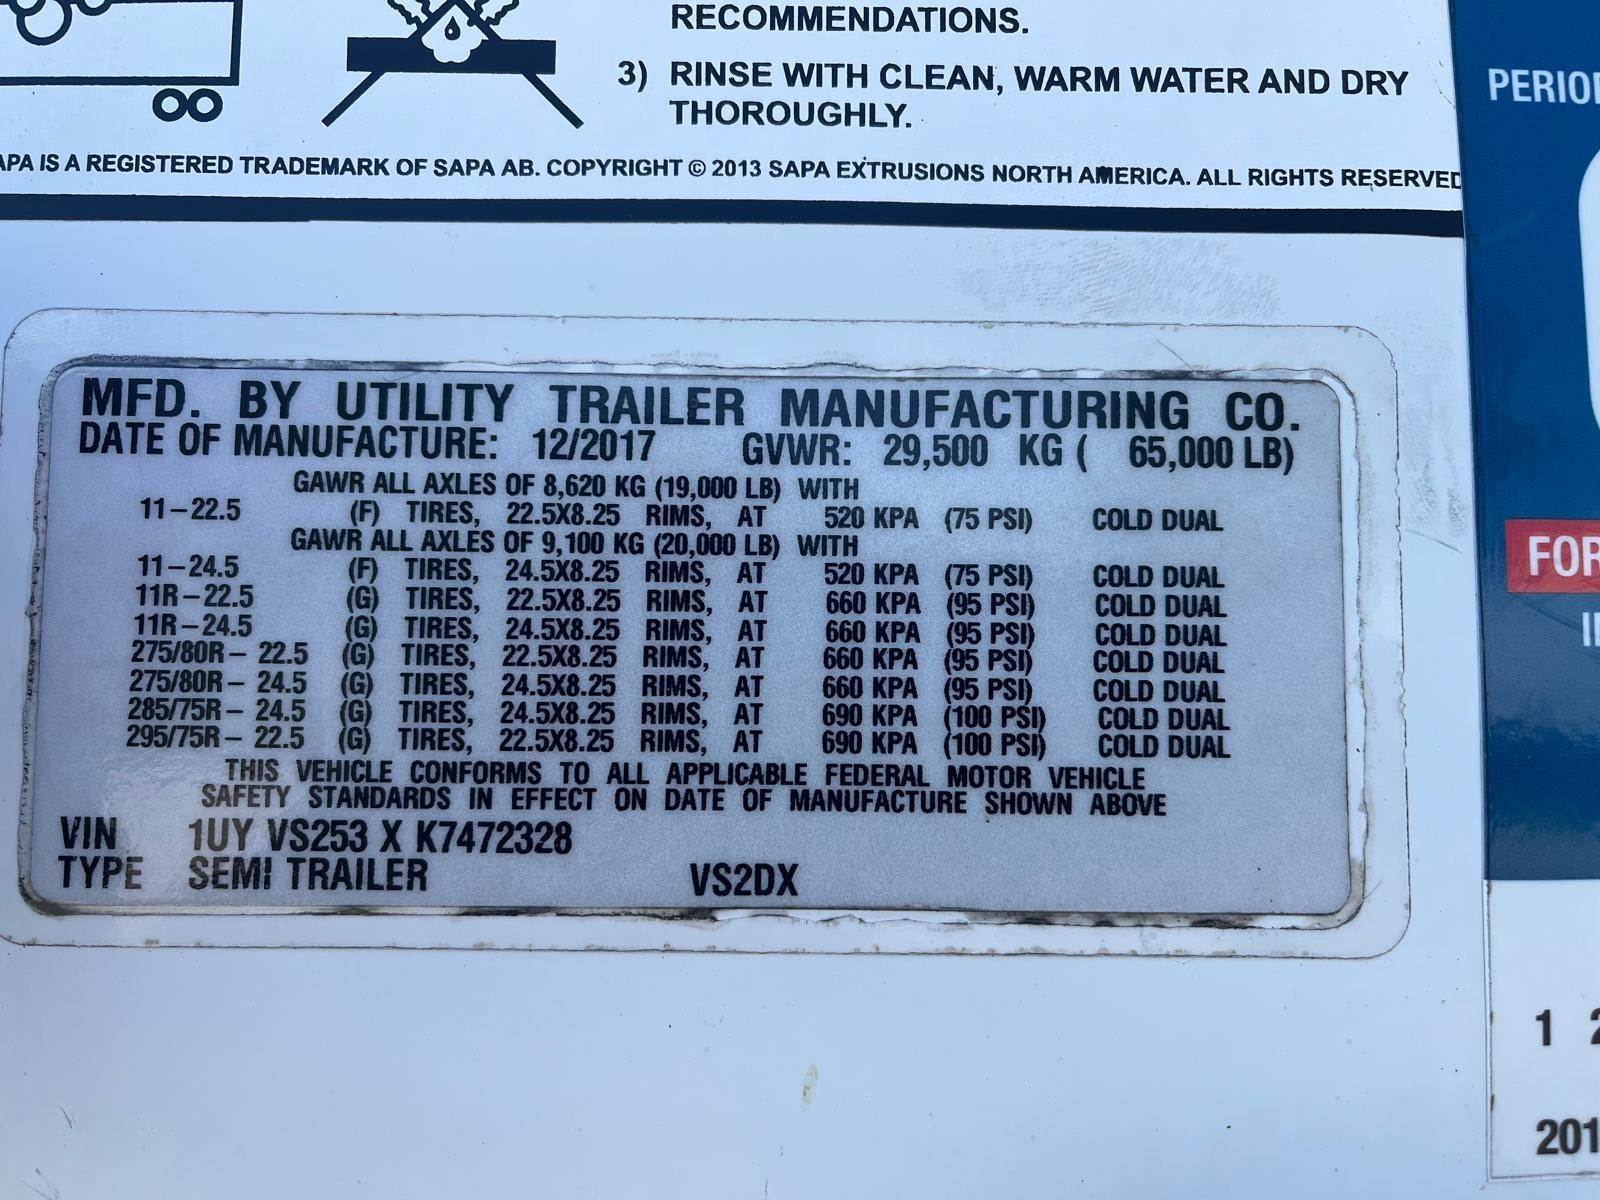 RECOMMENDATIONS.
3) RINSE WITH CLEAN, WARM WATER AND DRY
THOROUGHLY.
APA IS A REGISTERED TRADEMARK OF SAPA AB. COPYRIGHT © 2013 SAPA EXTRUSIONS NORTH AMERICA. ALL RIGHTS RESERVED
MFD. BY UTILITY TRAILER MANUFACTURING CO.
DATE OF MANUFACTURE: 12/2017 GVWR: 29,500 KG ( 65,000 LB)
GAWR ALL AXLES OF 8,620 KG (19,000 LB) WITH
11-22.5 (F) TIRES, 22.5X8.25 RIMS, AT 520 KPA (75 PSI) COLD DUAL
GAWR ALL AXLES OF 9,100 KG (20,000 LB) WITH
11-24.5 (F) TIRES, 24.5X8.25 RIMS, AT 520 KPA (75 PSI) COLD DUAL
11R-22.5 (G) TIRES, 22.5X8.25 RIMS, AT 660 KPA (95 PSI) COLD DUAL
11R-24.5 (G) TIRES, 24.5X8.25 RIMS, AT 660 KPA (95 PSI) COLD DUAL
275/80R- 22.5 (G) TIRES, 22.5X8.25 RIMS, AT 660 KPA (95 PSI) COLD DUAL
275/80R- 24.5 (G) TIRES, 24.5X8.25 RIMS, AT 660 KPA (95 PSI) COLD DUAL
285/75R- 24.5 (G) TIRES, 24.5X8.25 RIMS, AT 690 KPA (100 PSI) COLD DUAL
295/75R- 22.5 (G) TIRES, 22.5X8.25 RIMS, AT 690 KPA (100 PSI) COLD DUAL
THIS VEHICLE CONFORMS TO ALL APPLICABLE FEDERAL MOTOR VEHICLE
SAFETY STANDARDS IN EFFECT ON DATE OF MANUFACTURE SHOWN ABOVE
VIN 1UY VS253 X K7472328
TYPE SEMI TRAILER VS2DX
PERIOD
FOR
1 2
201